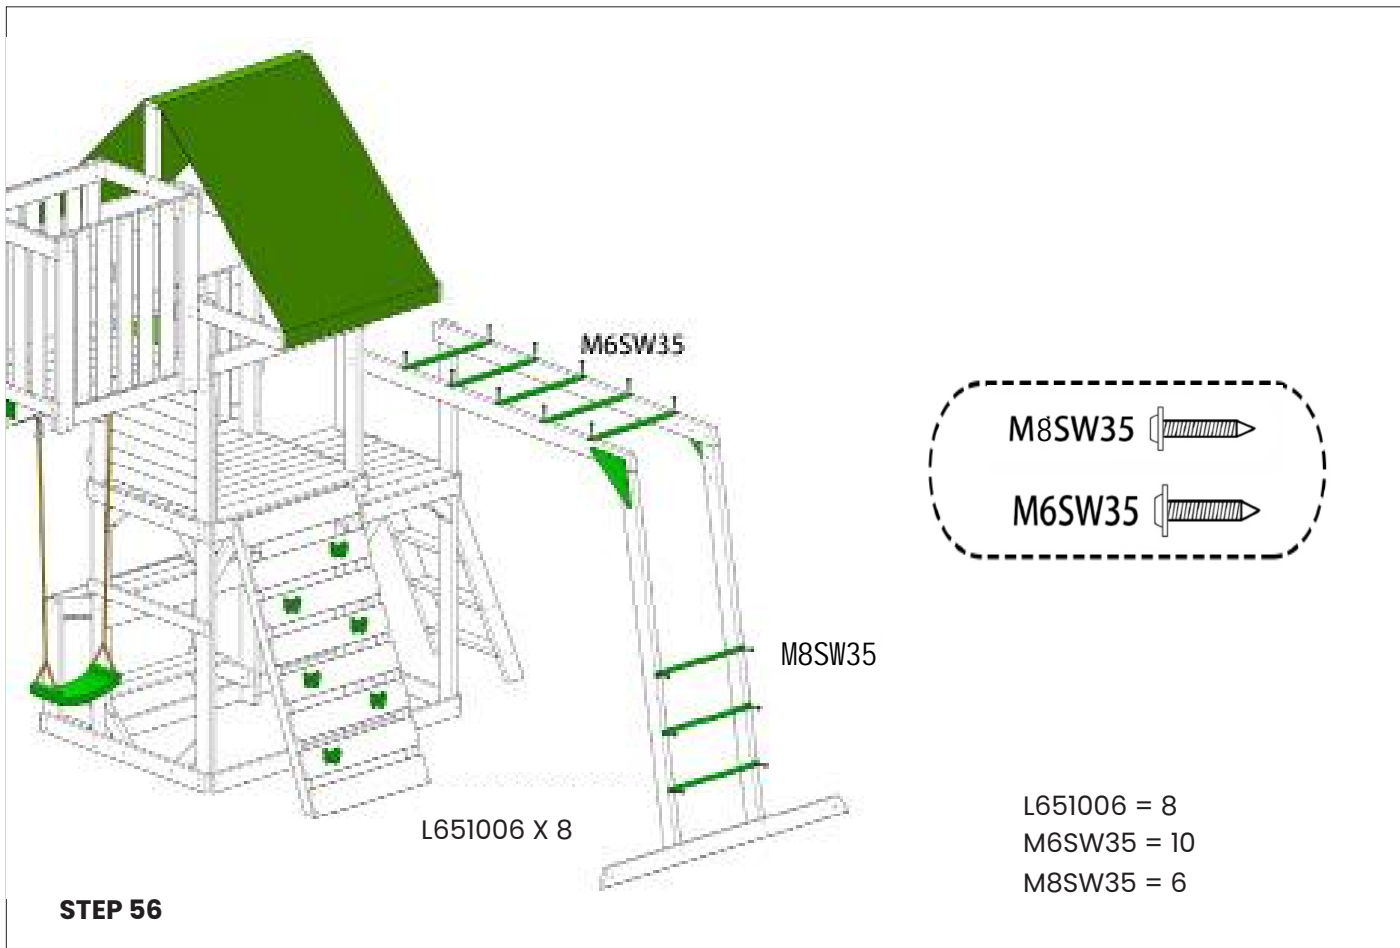 M6SW35
M8SW35
M6SW35
M8SW35
L651006 X 8
L651006 = 8
M6SW35 = 10
M8SW35 = 6
STEP 56